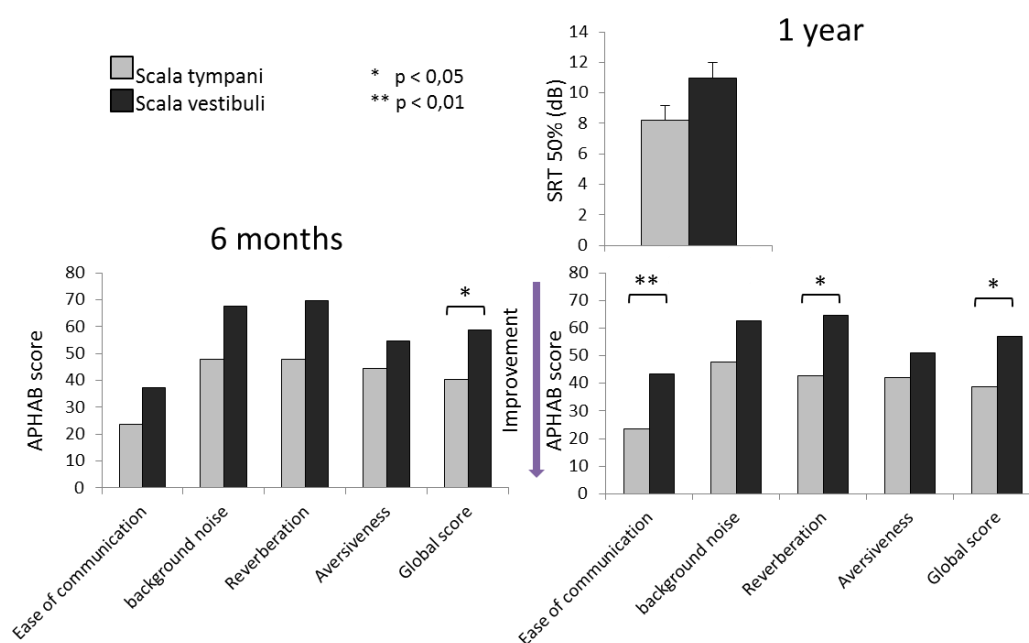 Scala tympani
Scala vestibuli
* p < 0,05
** p < 0,01
1 year
SRT 50% (dB)
14
12
10
8
6
4
2
0
6 months
APHAB score
80
70
60
50
40
30
20
10
0
*
Ease of communication
background noise
Reverberation
Aversiveness
Global score
Improvement
APHAB score
80
70
60
50
40
30
20
10
0
**
*
*
Ease of communication
background noise
Reverberation
Aversiveness
Global score